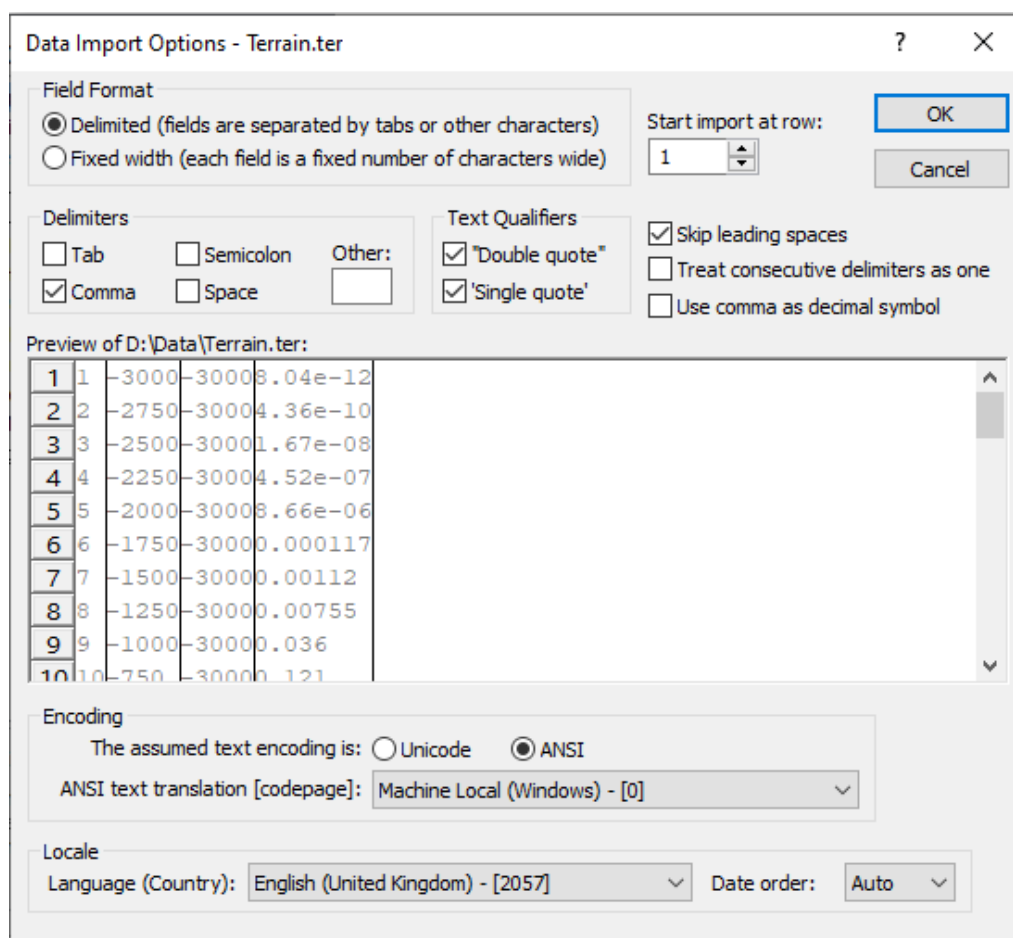 Data Import Options - Terrain.ter ? ×
Field Format
Delimited (fields are separated by tabs or other characters)
Fixed width (each field is a fixed number of characters wide)
Start import at row:
1
OK
Cancel
Delimiters
Tab
Semicolon
Other:
Comma
Space
Text Qualifiers
"Double quote"
'Single quote'
Skip leading spaces
Treat consecutive delimiters as one
Use comma as decimal symbol
Preview of D:\Data\Terrain.ter:
1 1 -3000 -3000 8.04e-12
2 2 -2750 -3000 4.36e-10
3 3 -2500 -3000 1.67e-08
4 4 -2250 -3000 4.52e-07
5 5 -2000 -3000 8.66e-06
6 6 -1750 -3000 0.000117
7 7 -1500 -3000 0.00112
8 8 -1250 -3000 0.00755
9 9 -1000 -3000 0.036
10 10 -750 -3000 0.121
Encoding
The assumed text encoding is: Unicode ANSI
ANSI text translation [codepage]: Machine Local (Windows) - [0]
Locale
Language (Country): English (United Kingdom) - [2057] Date order: Auto